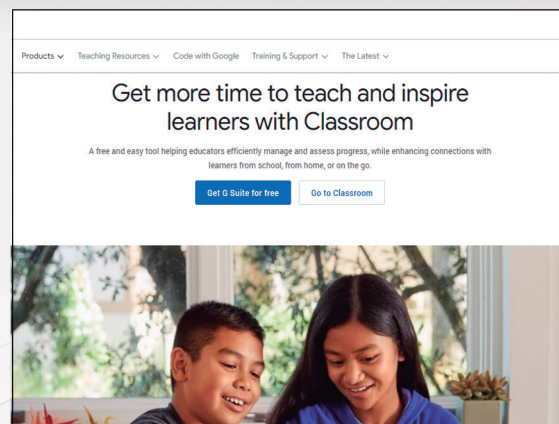 Products Teaching Resources Code with Google Training & Support The Latest
Get more time to teach and inspire
learners with Classroom
A free and easy tool helping educators efficiently manage and assess progress, while enhancing connections with
learners from school, from home, or on the go.
Get G Suite for free Go to Classroom